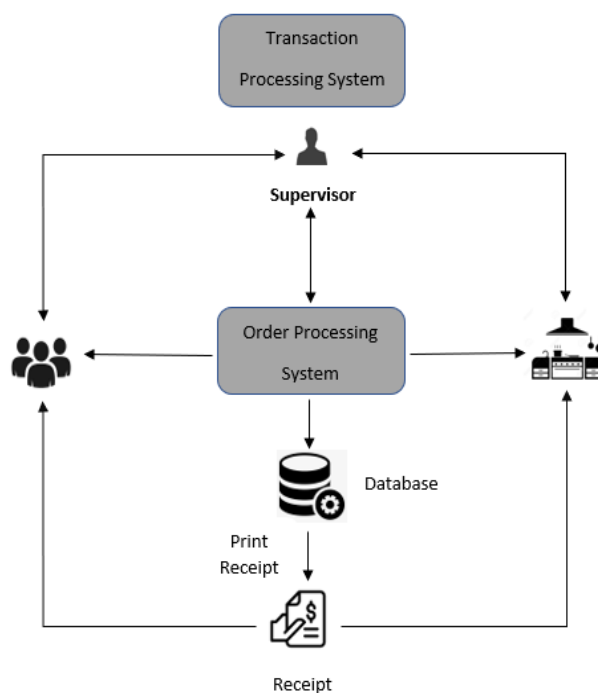 Transaction
Processing System
Supervisor
Order Processing
System
Database
Print
Receipt
$
Receipt